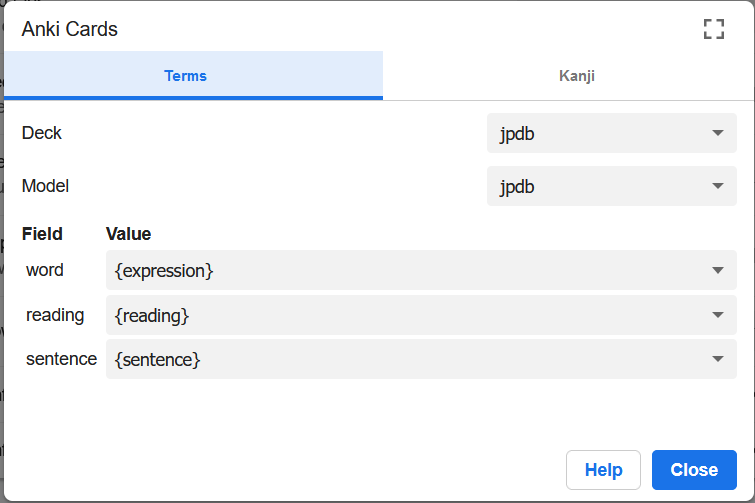 Anki Cards
Terms Kanji
Deck jpdb
Model jpdb
Field Value
word {expression}
reading {reading}
sentence {sentence}
Help Close